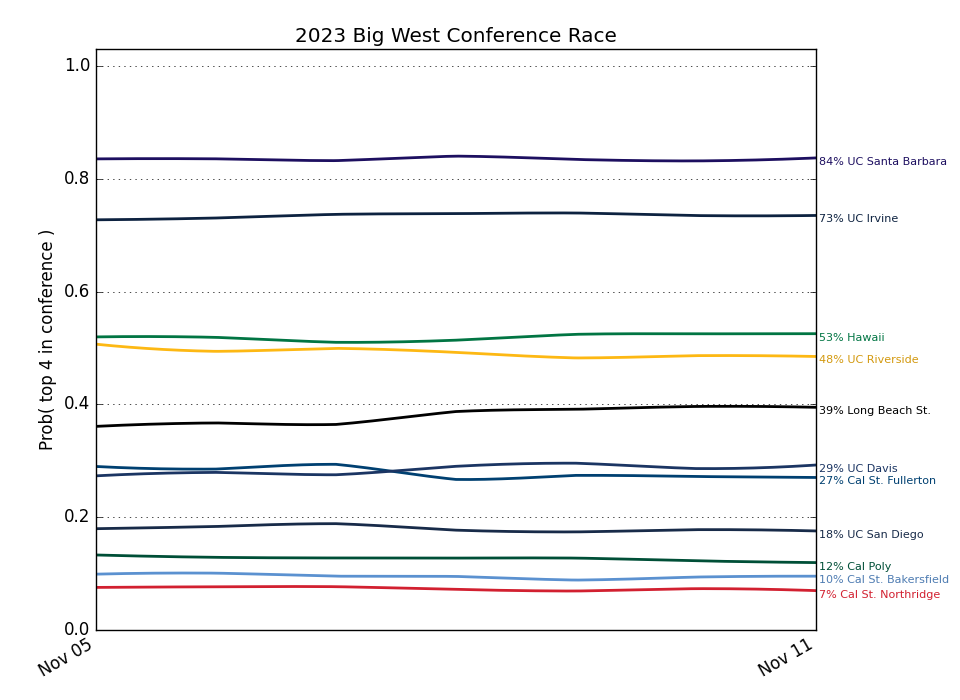 2023 Big West Conference Race
Prob( top 4 in conference )
1.0
0.8
0.6
0.4
0.2
0.0
84% UC Santa Barbara
73% UC Irvine
53% Hawaii
48% UC Riverside
39% Long Beach St.
29% UC Davis
27% Cal St. Fullerton
18% UC San Diego
12% Cal Poly
10% Cal St. Bakersfield
7% Cal St. Northridge
Nov 05
Nov 11